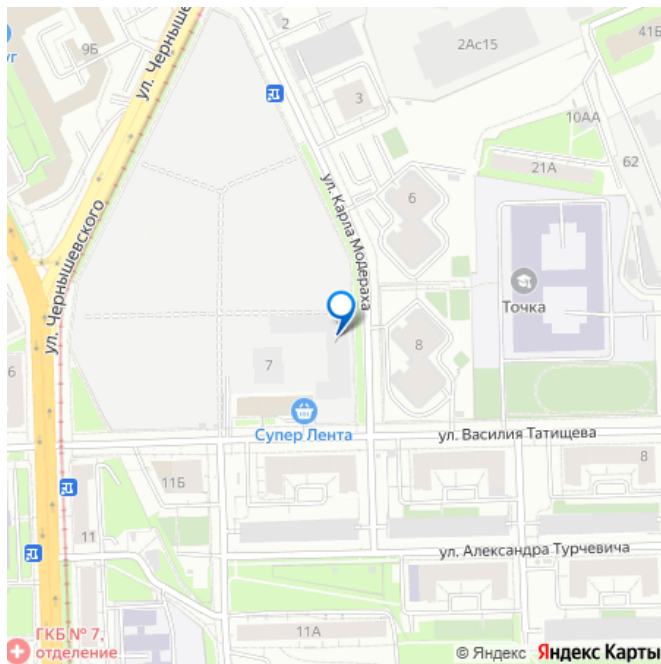 2
ул. Чернышевского
9Б
уг
2Ас15
41Б
3
10АА
62
21А
ул. Карла Модераха
6
Точка
ул. Чернышевского
7
8
6
Супер Лента
ул. Василия Татищева
8
11Б
11
ул. Александра Турчевича
ГКБ № 7,
отделение
11А
© Яндекс Яндекс Карты